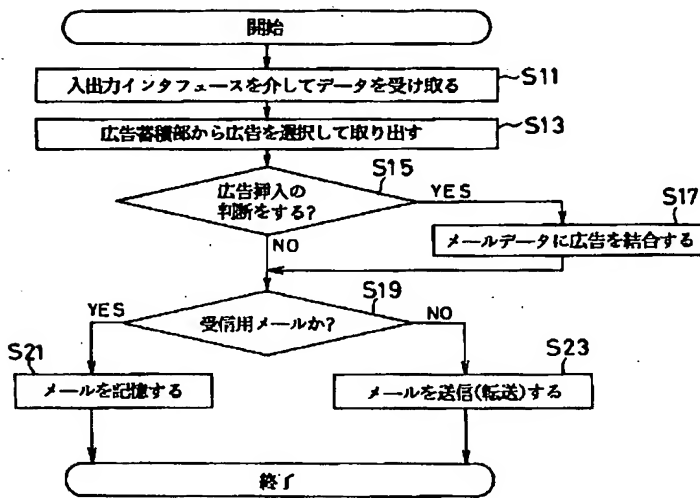 開始
入出力インタフェースを介してデータを受け取る
S11
広告蓄積部から広告を選択して取り出す
S13
S15
広告挿入の
判断をする?
YES
S17
メールデータに広告を結合する
NO
S19
YES
受信用メールか?
NO
S21
S23
メールを記憶する
メールを送信(転送)する
終了